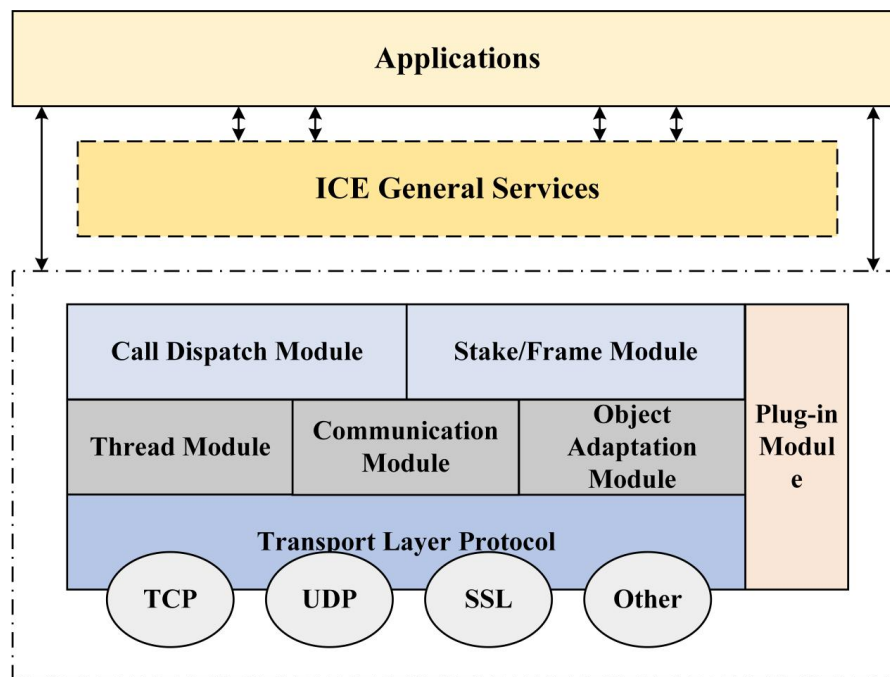 Applications
ICE General Services
Call Dispatch Module
Stake/Frame Module
Thread Module
Communication
Module
Object
Adaptation
Module
Plug-in
Modul
e
Transport Layer Protocol
TCP
UDP
SSL
Other